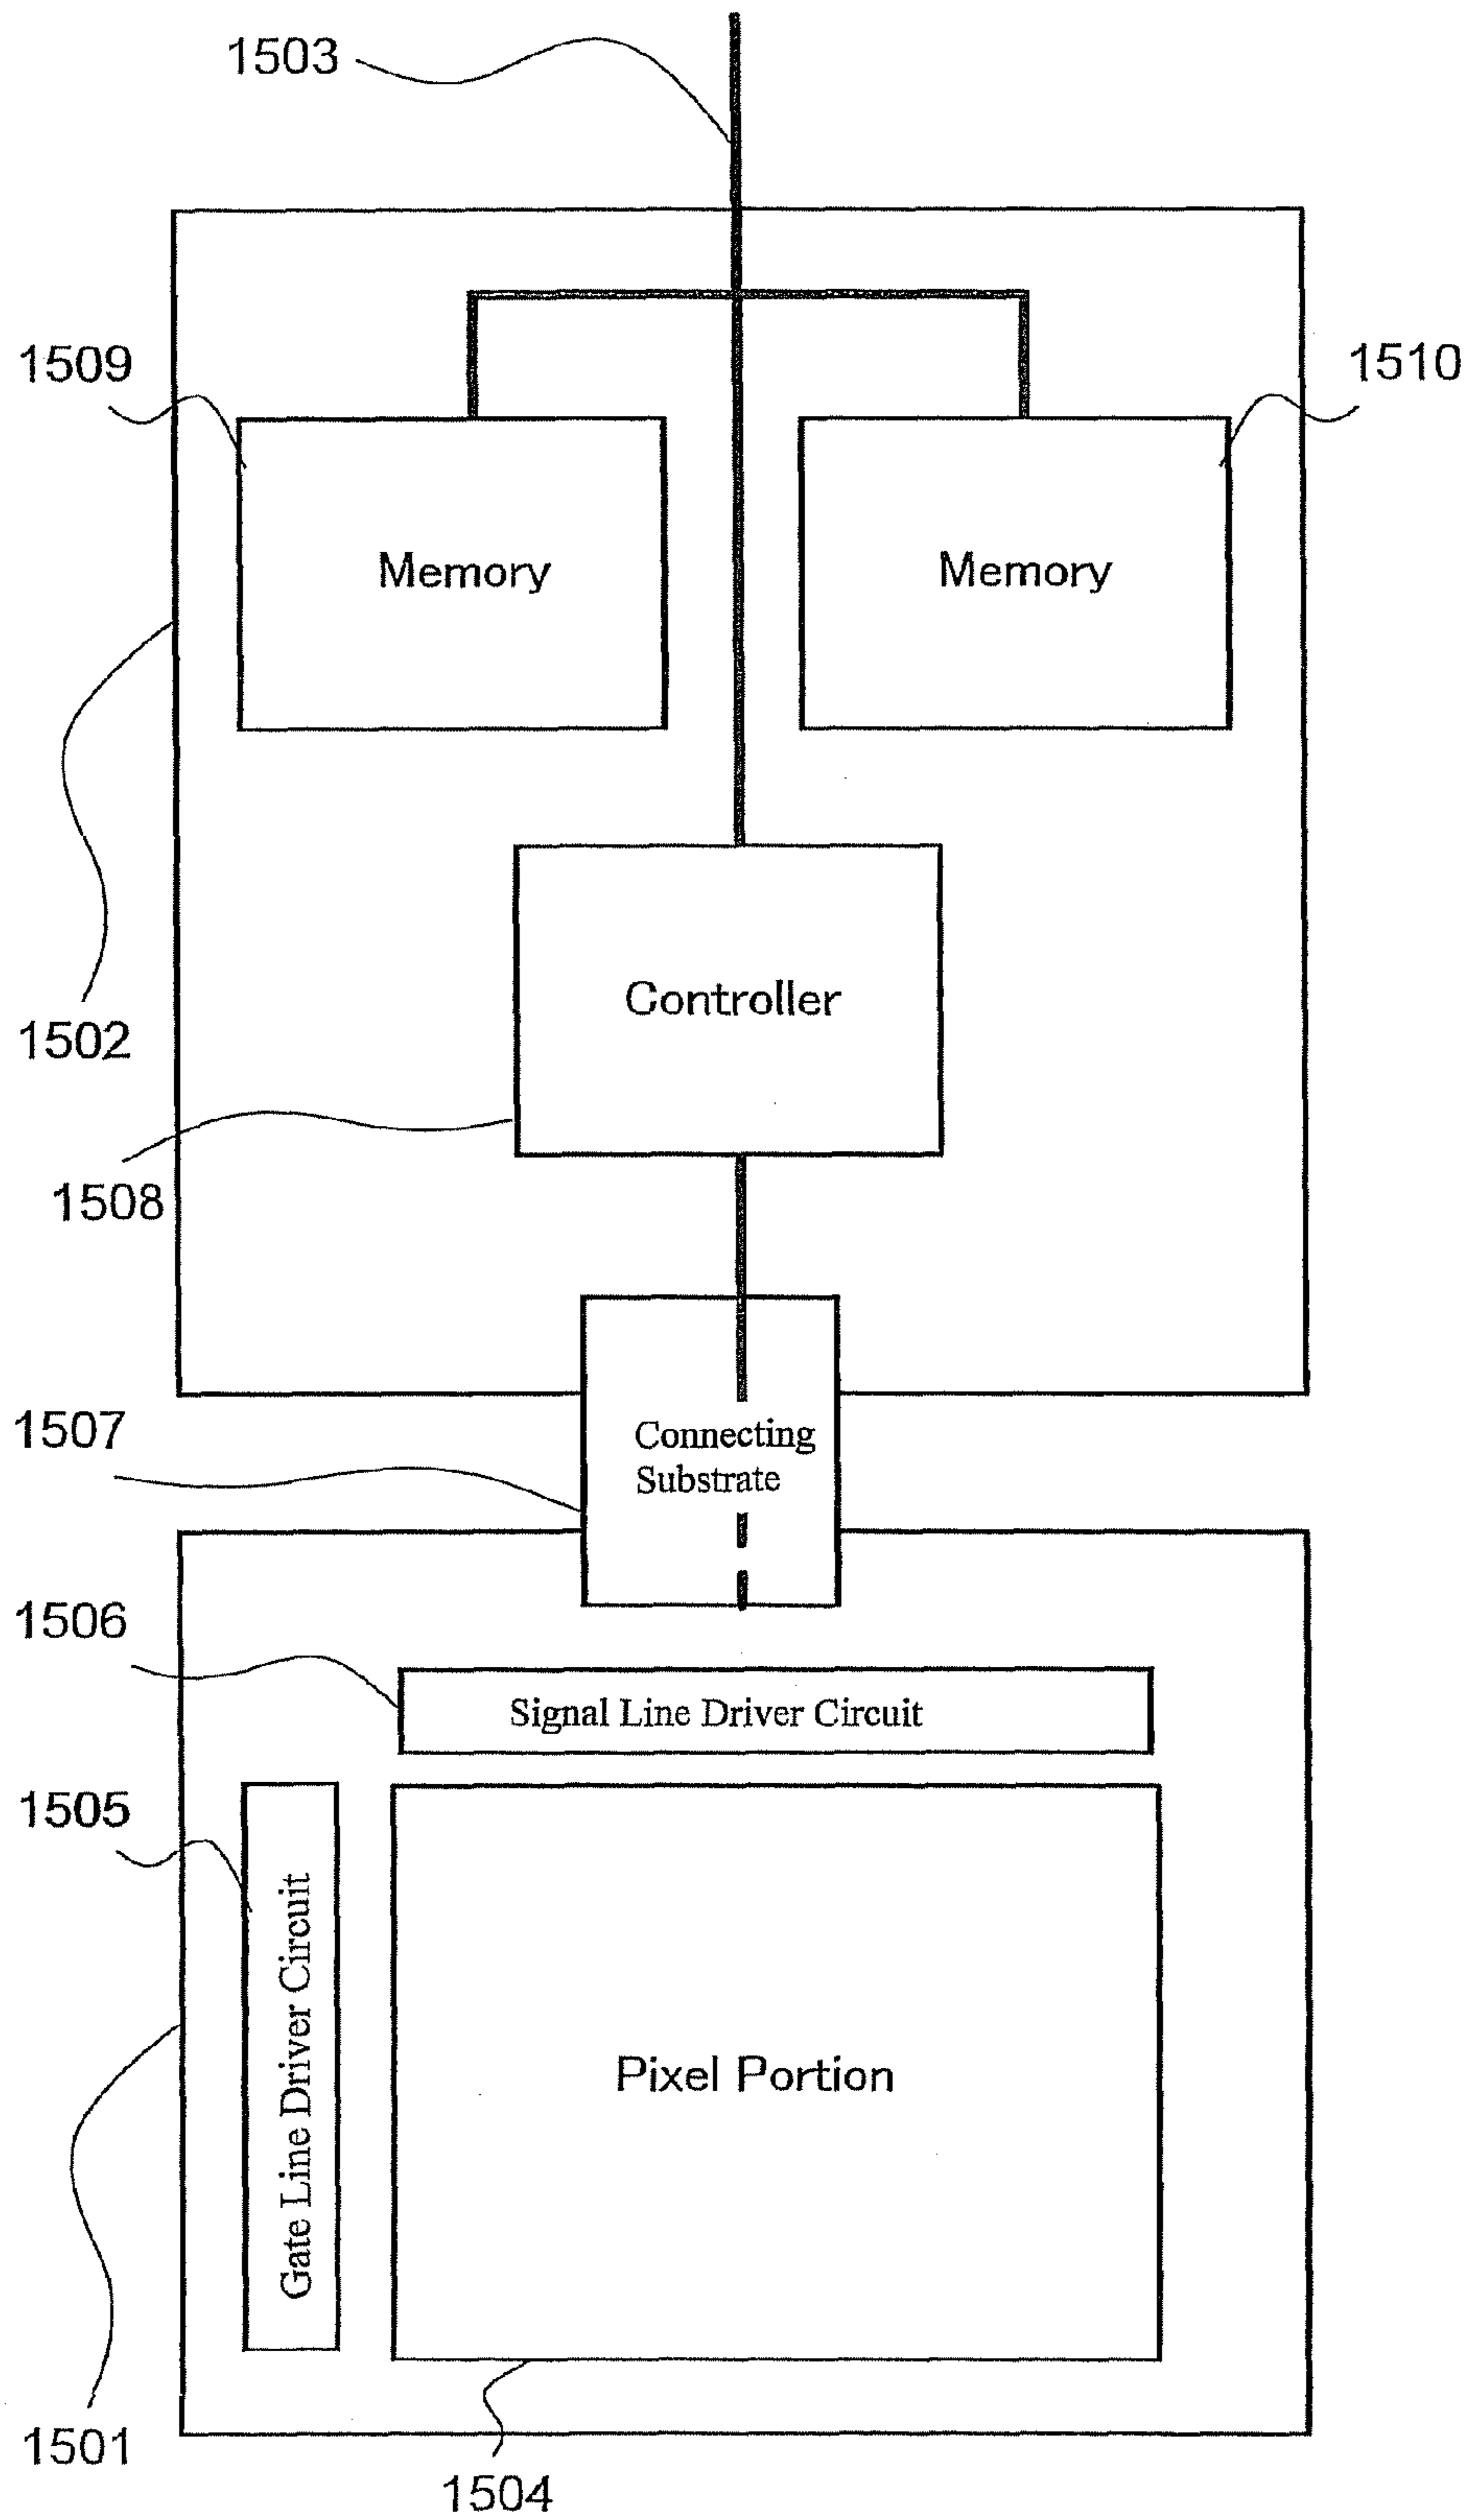 1503
1509
1510
Memory
Memory
Controller
1502
1508
1507
Connecting
Substrate
1506
Signal Line Driver Circuit
1505
Gate Line Driver Circuit
Pixel Portion
1501
1504